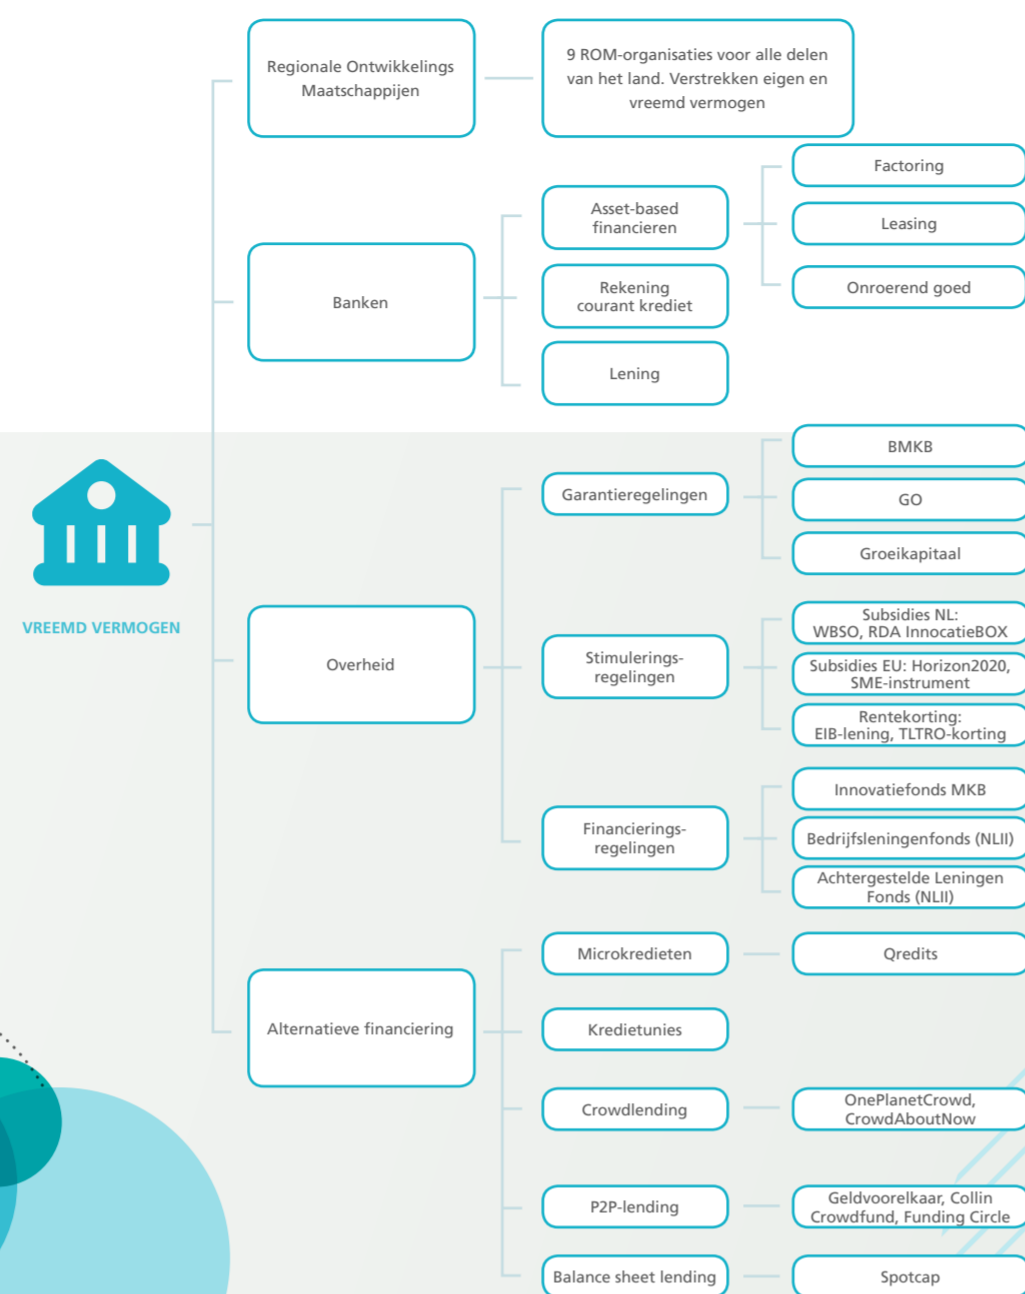 Regionale Ontwikkelings
Maatschappijen
9 ROM-organisaties voor alle delen
van het land. Verstrekken eigen en
vreemd vermogen
Banken
Asset-based
financieren
Factoring
Leasing
Onroerend goed
Rekening
courant krediet
Lening
VREEMD VERMOGEN
Overheid
Garantieregelingen
BMKB
GO
Groeikapitaal
Stimulerings-
regelingen
Subsidies NL:
WBSO, RDA InnocatieBOX
Subsidies EU: Horizon2020,
SME-instrument
Rentekorting:
EIB-lening, TLTRO-korting
Financierings-
regelingen
Innovatiefonds MKB
Bedrijfsleningenfonds (NLII)
Achtergestelde Leningen
Fonds (NLII)
Alternatieve financiering
Microkredieten
Qredits
Kredietunies
Crowdlending
OnePlanetCrowd,
CrowdAboutNow
P2P-lending
Geldvoorelkaar, Collin
Crowdfund, Funding Circle
Balance sheet lending
Spotcap